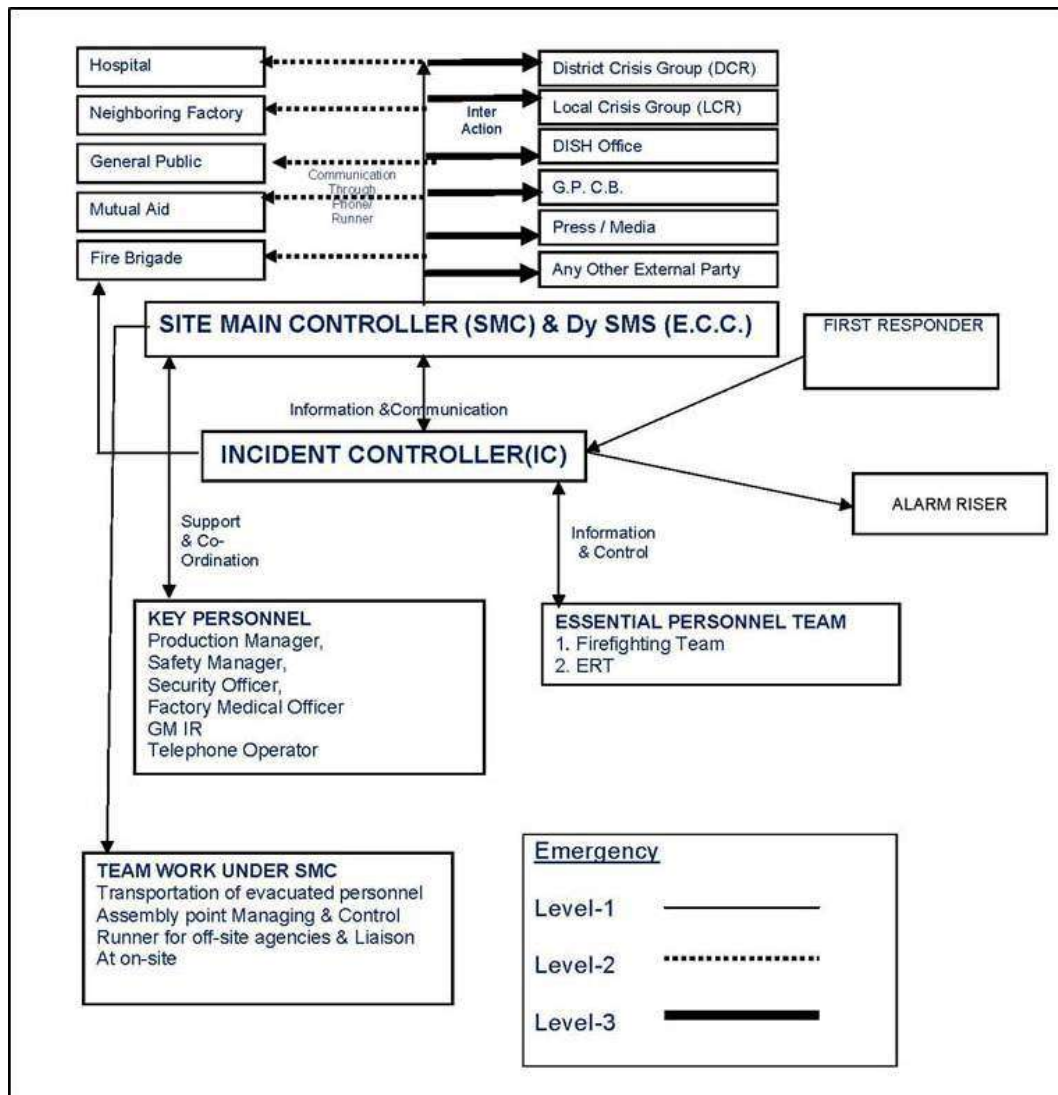 Hospital
Neighboring Factory
General Public
Mutual Aid
Fire Brigade
Communication
Through
Phone/
Runner
Inter
Action
District Crisis Group (DCR)
Local Crisis Group (LCR)
DISH Office
G.P. C.B.
Press / Media
Any Other External Party
SITE MAIN CONTROLLER (SMC) & Dy SMS (E.C.C.)
FIRST RESPONDER
Information &Communication
INCIDENT CONTROLLER(IC)
ALARM RISER
Support
& Co-
Ordination
Information
& Control
KEY PERSONNEL
Production Manager,
Safety Manager,
Security Officer,
Factory Medical Officer
GM IR
Telephone Operator
ESSENTIAL PERSONNEL TEAM
1. Firefighting Team
2. ERT
TEAM WORK UNDER SMC
Transportation of evacuated personnel
Assembly point Managing & Control
Runner for off-site agencies & Liaison
At on-site
Emergency
Level-1
Level-2
Level-3